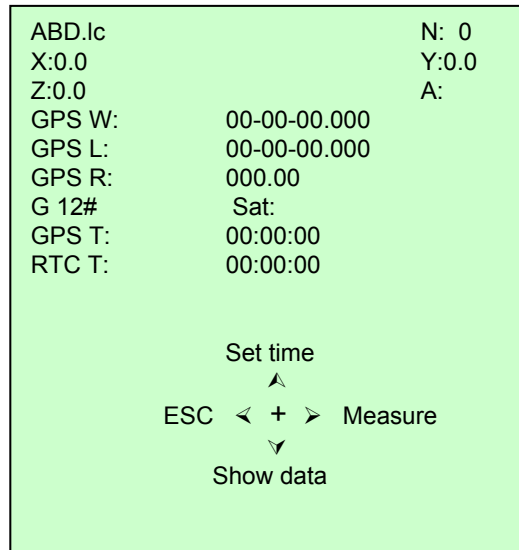 ABD.lc N: 0
X:0.0 Y:0.0
Z:0.0 A:
GPS W: 00-00-00.000
GPS L: 00-00-00.000
GPS R: 000.00
G 12# Sat:
GPS T: 00:00:00
RTC T: 00:00:00
Set time
ESC + Measure
Show data